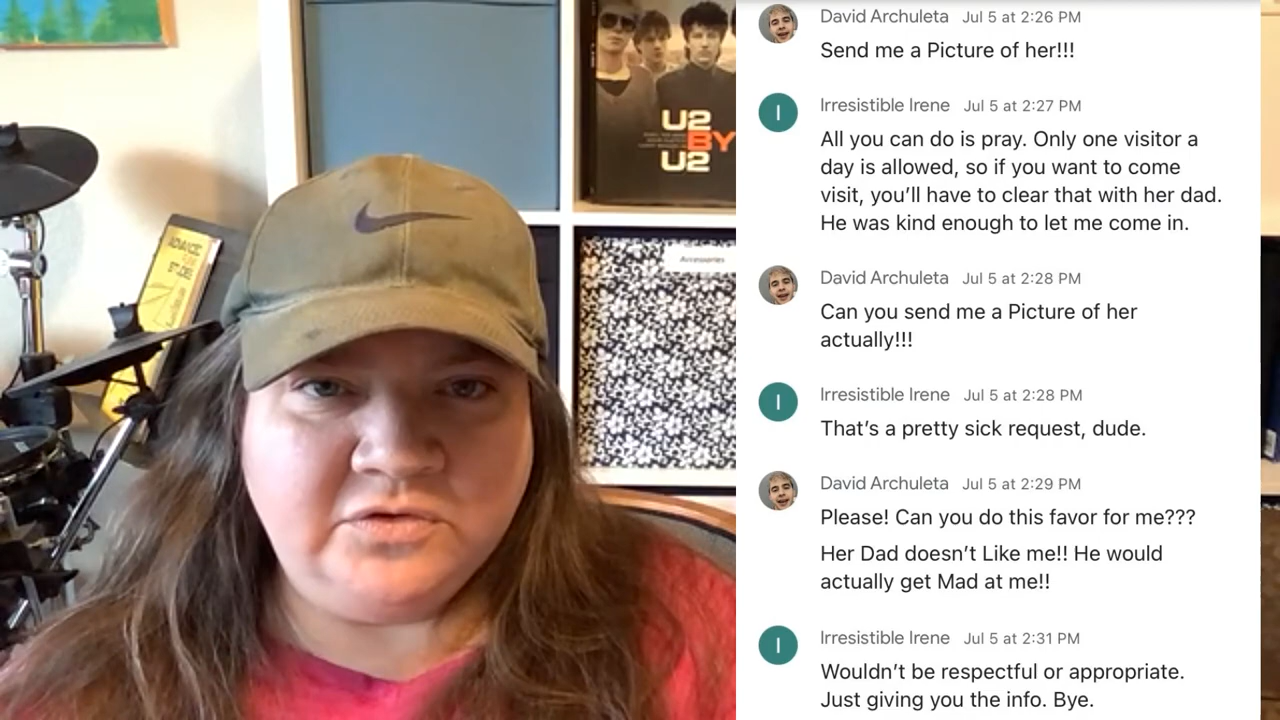 David Archuleta Jul 5 at 2:26 PM
Send me a Picture of her!!!
Irresistible Irene Jul 5 at 2:27 PM
All you can do is pray. Only one visitor a
day is allowed, so if you want to come
visit, you’ll have to clear that with her dad.
He was kind enough to let me come in.
David Archuleta Jul 5 at 2:28 PM
Can you send me a Picture of her
actually!!!
Irresistible Irene Jul 5 at 2:28 PM
That’s a pretty sick request, dude.
David Archuleta Jul 5 at 2:29 PM
Please! Can you do this favor for me???
Her Dad doesn’t Like me!! He would
actually get Mad at me!!
Irresistible Irene Jul 5 at 2:31 PM
Wouldn’t be respectful or appropriate.
Just giving you the info. Bye.
I
I
I
I
U2
BY
U2
Accessories
ADVANCE